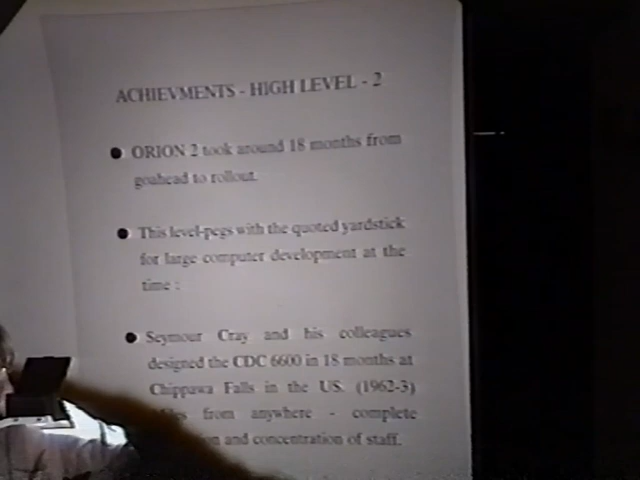 ACHIEVMENTS - HIGH LEVEL - 2
● ORION 2 took around 18 months from
goahead to rollout.
● This level-pegs with the quoted yardstick
for large computer development at the
time :
● Seymour Cray and his colleagues
designed the CDC 6600 in 18 months at
Chippawa Falls in the US. (1962-3)
from anywhere - complete
and concentration of staff.